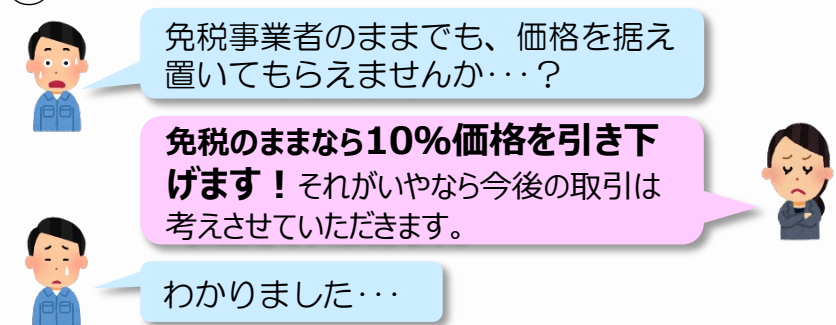 免税事業者のままでも、価格を据え
置いてもらえませんか･･･？
免税のままなら10％価格を引き下
げます！それがいやなら今後の取引は
考えさせていただきます。
わかりました･･･